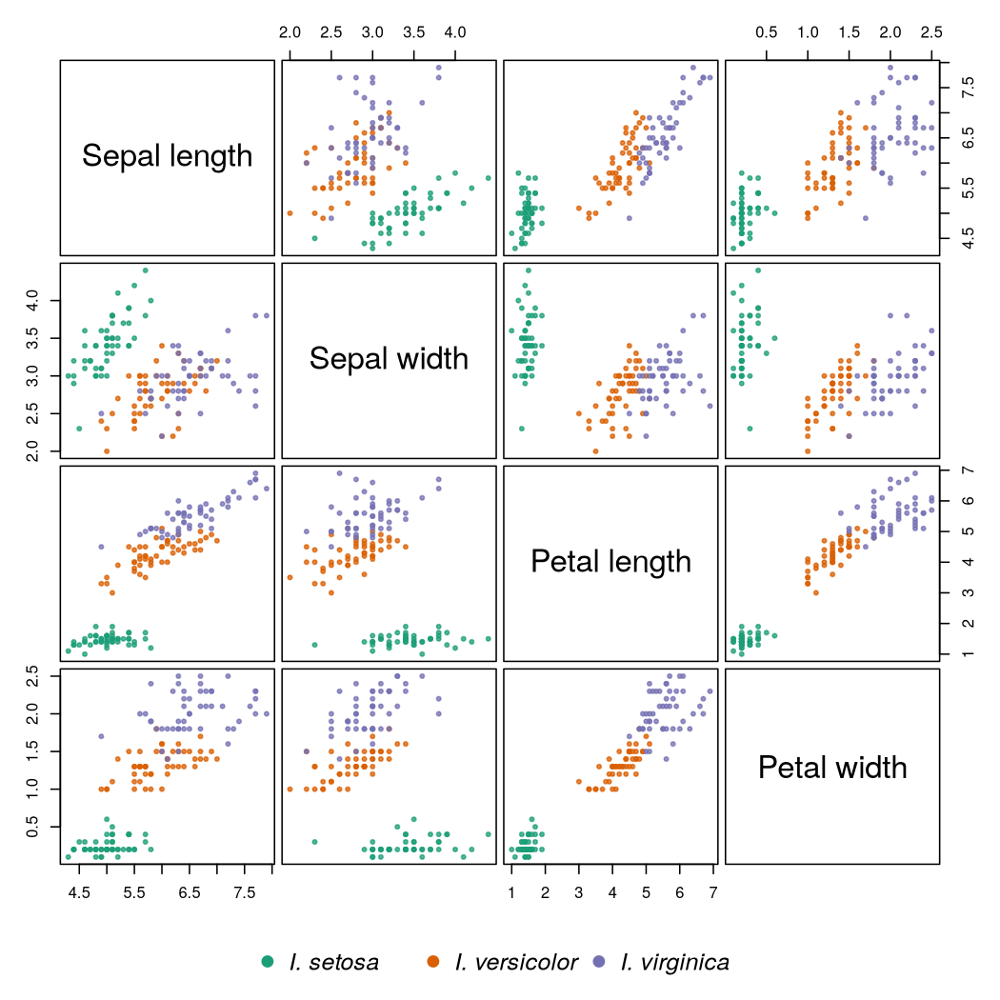 2.0 2.5 3.0 3.5 4.0
0.5 1.0 1.5 2.0 2.5
Sepal length
4.5 5.5 6.5 7.5
2.0 2.5 3.0 3.5 4.0
Sepal width
Petal length
1 2 3 4 5 6 7
0.5 1.0 1.5 2.0 2.5
Petal width
4.5 5.5 6.5 7.5
1 2 3 4 5 6 7
I. setosa I. versicolor I. virginica